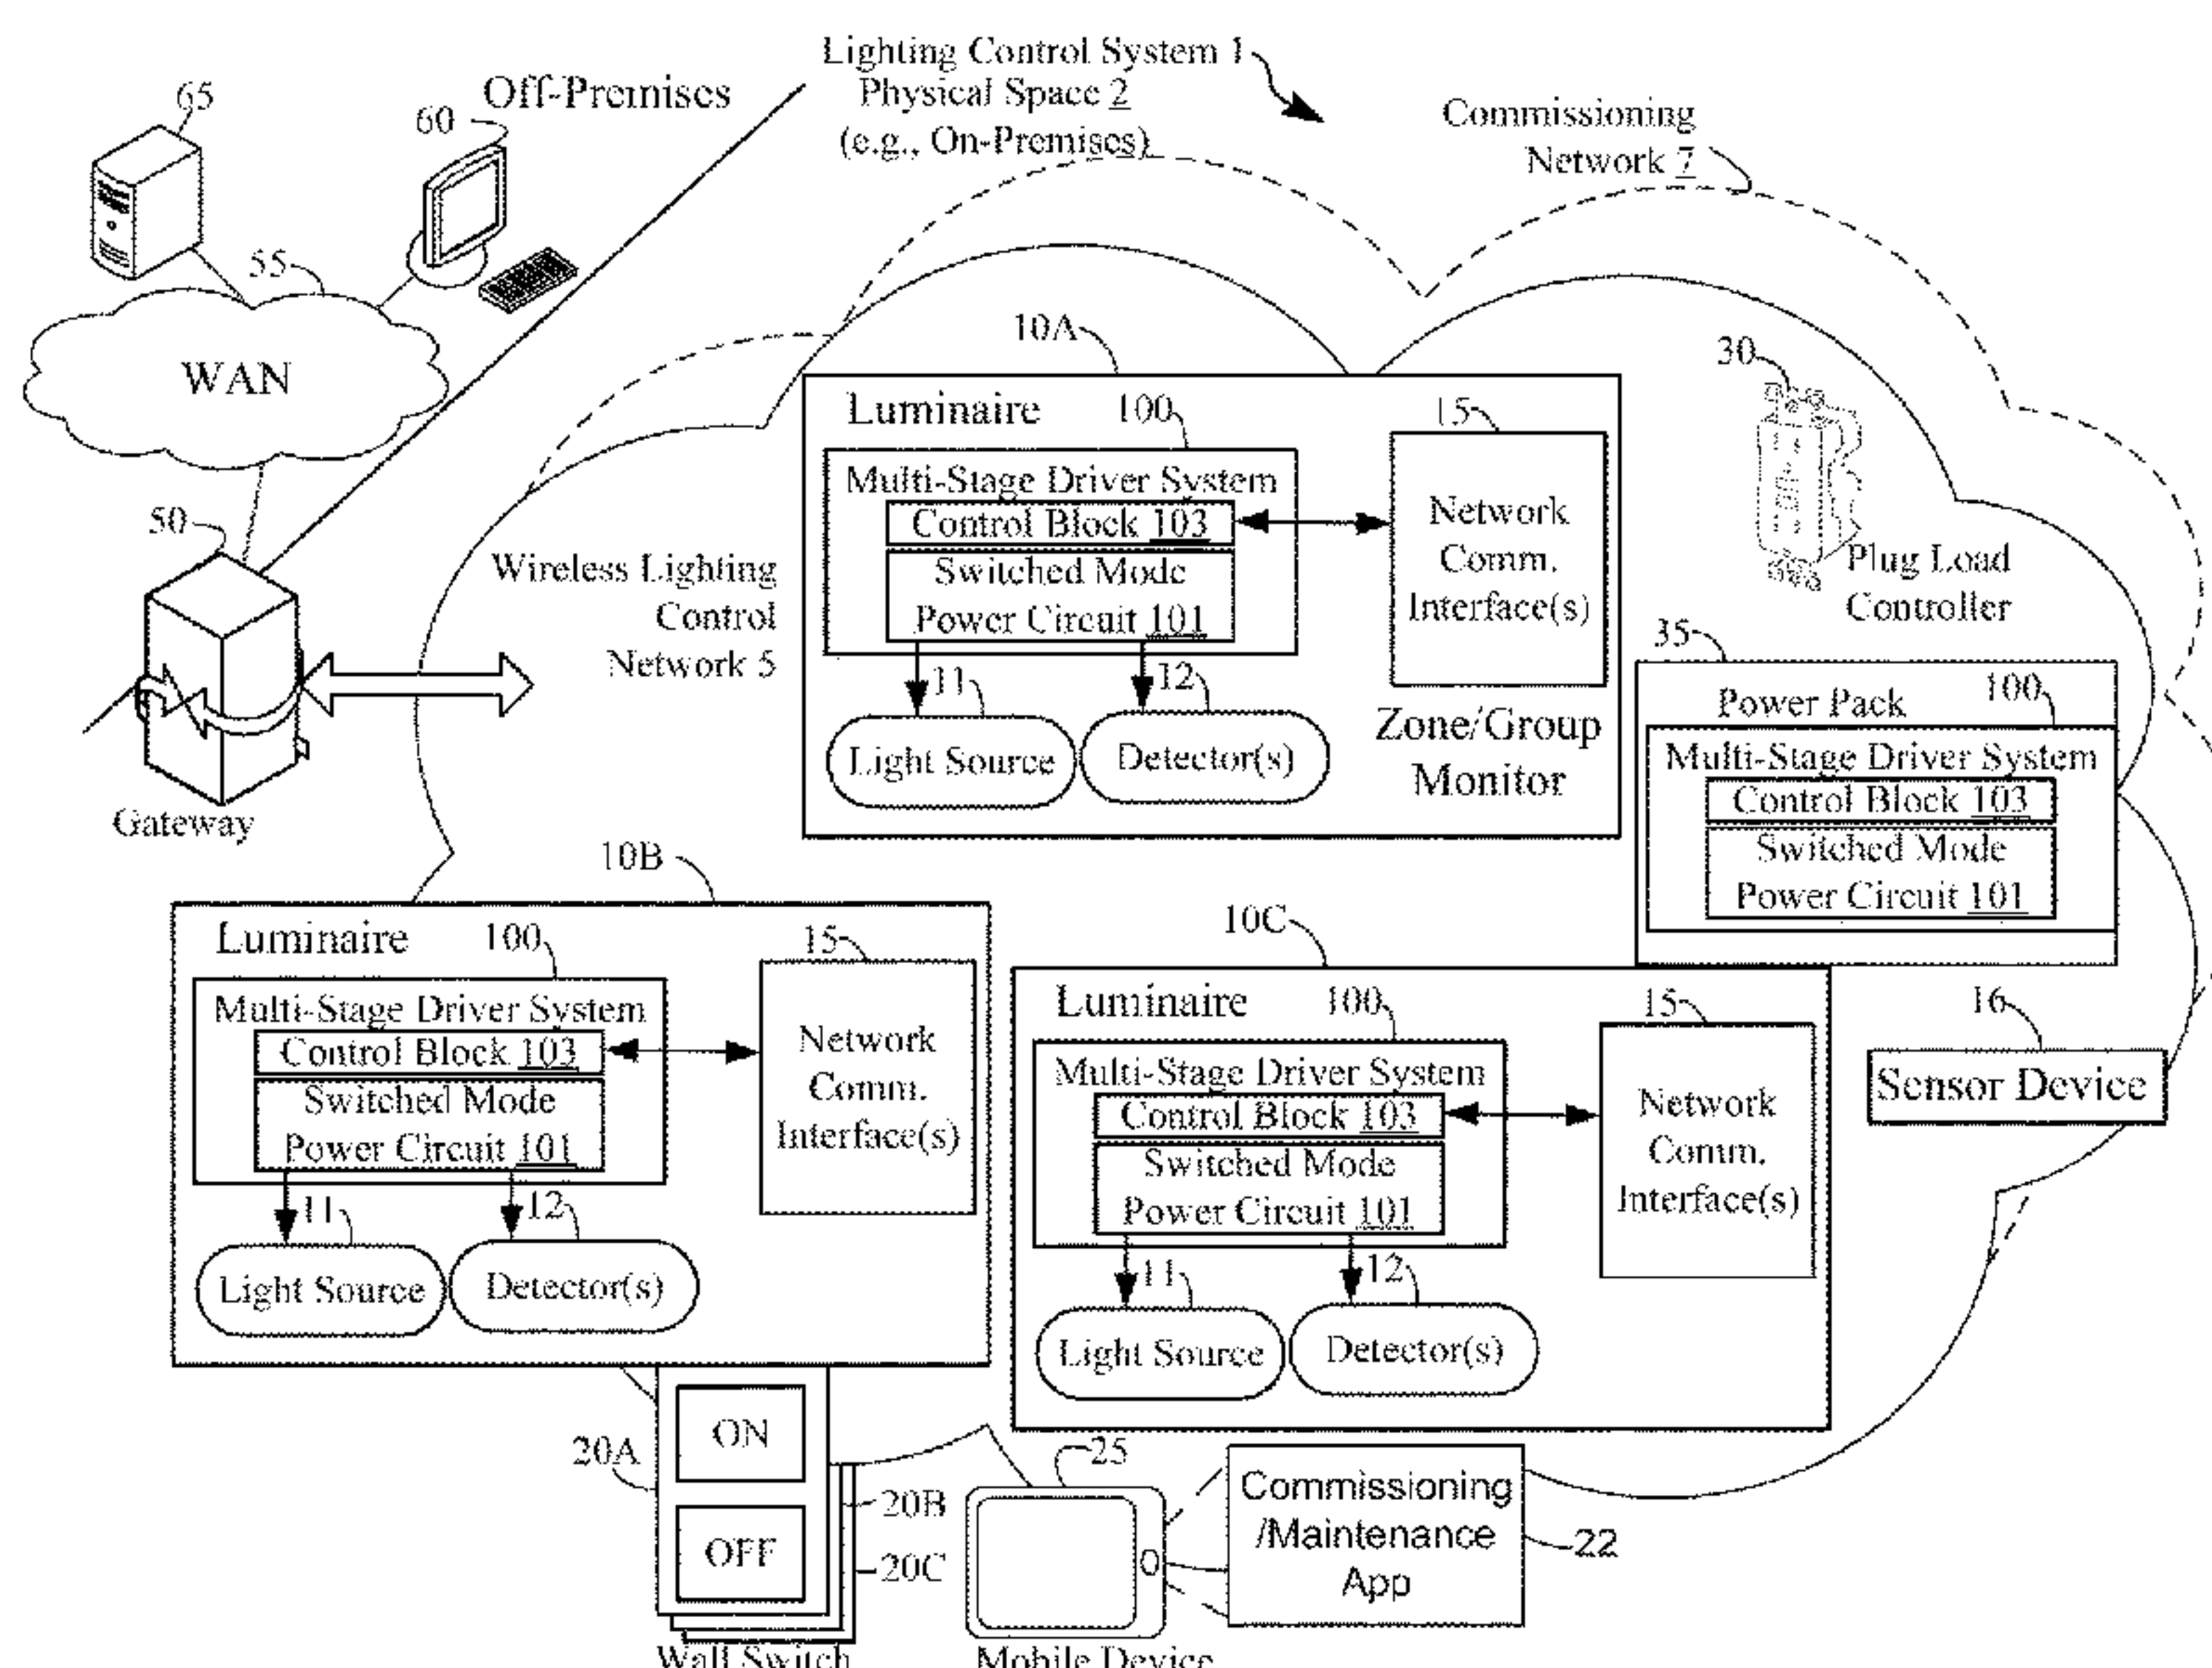 Lighting Control System 1
Physical Space 2
(e.g., On-Premises)
Off-Premises
65
60
Commissioning
Network 7
55
WAN
50
Gateway
Wireless Lighting
Control
Network 5
10A
Luminaire
100
15
Multi-Stage Driver System
Control Block 103
Switched Mode
Power Circuit 101
Network
Comm.
Interface(s)
11
12
Light Source
Detector(s)
Zone/Group
Monitor
30
Plug Load
Controller
35
Power Pack
100
Multi-Stage Driver System
Control Block 103
Switched Mode
Power Circuit 101
10B
Luminaire
100
15
Multi-Stage Driver System
Control Block 103
Switched Mode
Power Circuit 101
Network
Comm.
Interface(s)
11
12
Light Source
Detector(s)
10C
Luminaire
100
15
Multi-Stage Driver System
Control Block 103
Switched Mode
Power Circuit 101
Network
Comm.
Interface(s)
11
12
Light Source
Detector(s)
16
Sensor Device
20A
ON
OFF
20B
20C
Wall Switch
25
Mobile Device
Commissioning
/Maintenance
App
22